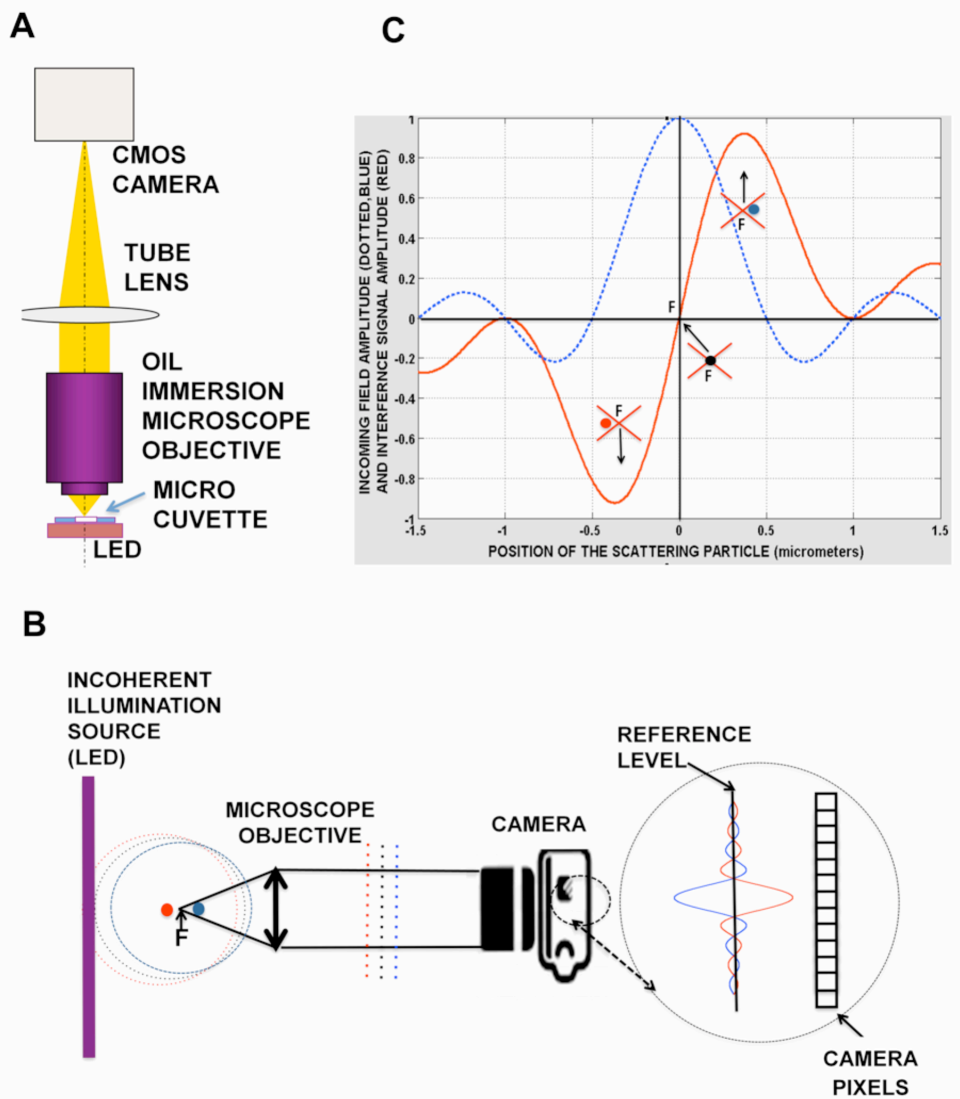 A
CMOS
CAMERA
TUBE
LENS
OIL
IMMERSION
MICROSCOPE
OBJECTIVE
MICRO
CUVETTE
LED
C
INCOMING FIELD AMPLITUDE (DOTTED,BLUE)
AND INTERFERNCE SIGNAL AMPLITUDE (RED)
1
0.8
0.6
0.4
0.2
0
-0.2
-0.4
-0.6
-0.8
-1
F
F
F
F
-1.5
-1
-0.5
0
0.5
1
1.5
POSITION OF THE SCATTERING PARTICLE (micrometers)
B
INCOHERENT
ILLUMINATION
SOURCE
(LED)
F
MICROSCOPE
OBJECTIVE
CAMERA
REFERENCE
LEVEL
CAMERA
PIXELS